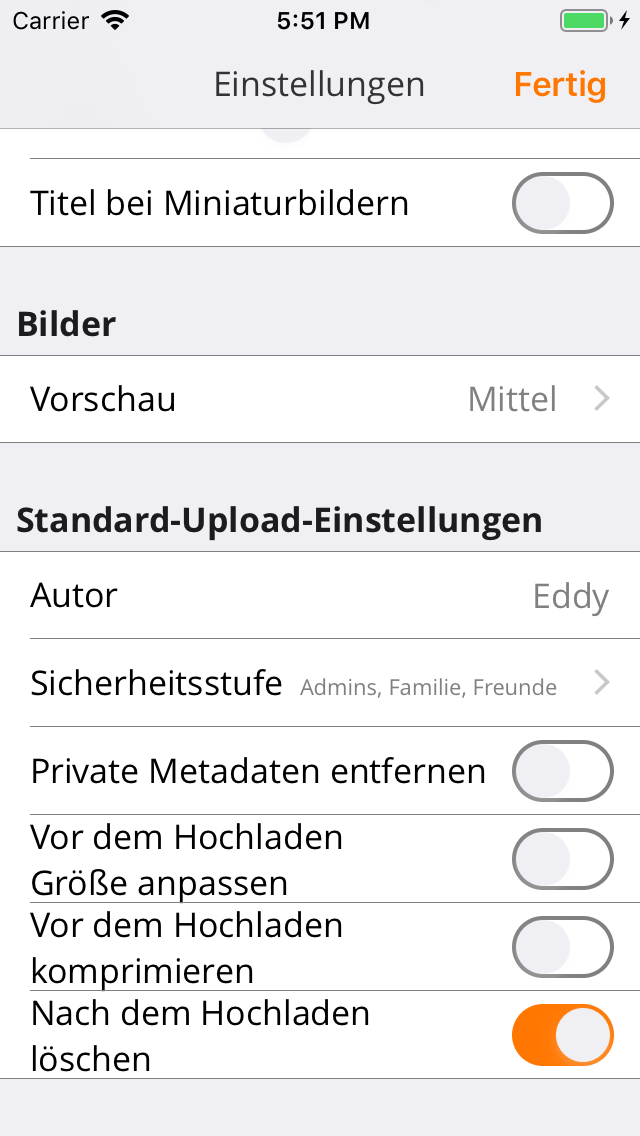 Carrier 5:51 PM
Einstellungen Fertig
Titel bei Miniaturbildern
Bilder
Vorschau Mittel
Standard-Upload-Einstellungen
Autor Eddy
Sicherheitsstufe Admins, Familie, Freunde
Private Metadaten entfernen
Vor dem Hochladen
Größe anpassen
Vor dem Hochladen
komprimieren
Nach dem Hochladen
löschen